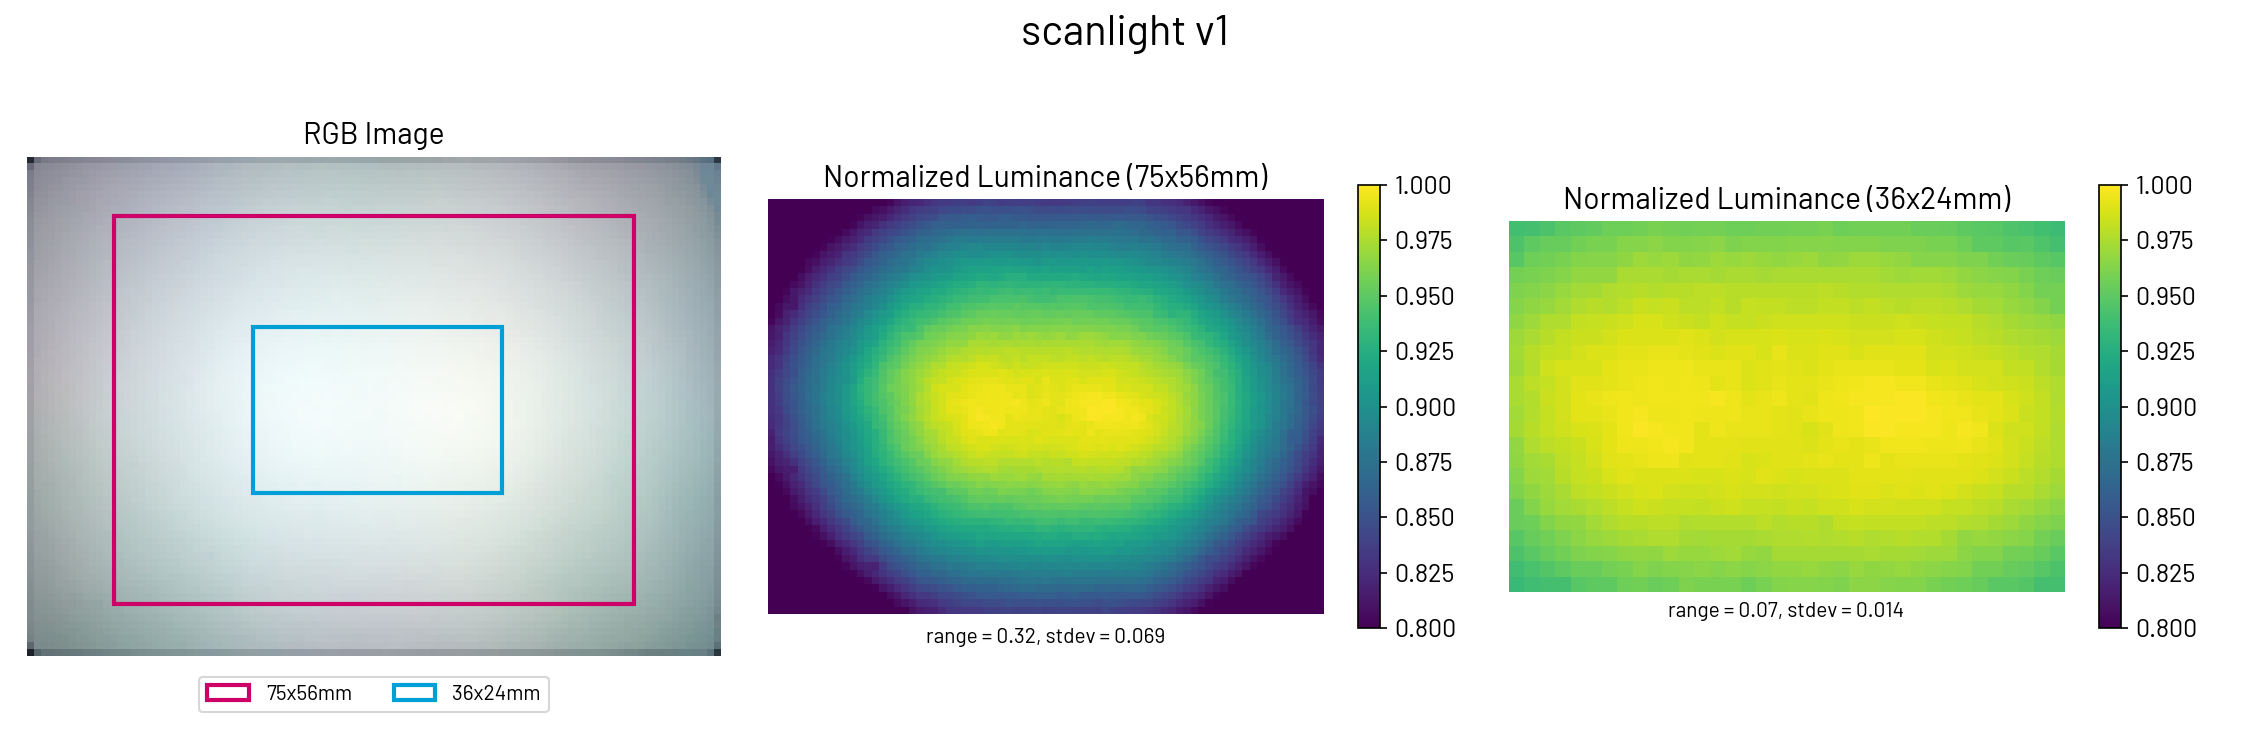 scanlight v1
RGB Image
75x56mm
36x24mm
Normalized Luminance (75x56mm)
range = 0.32, stdev = 0.069
1.000
0.975
0.950
0.925
0.900
0.875
0.850
0.825
0.800
Normalized Luminance (36x24mm)
range = 0.07, stdev = 0.014
1.000
0.975
0.950
0.925
0.900
0.875
0.850
0.825
0.800